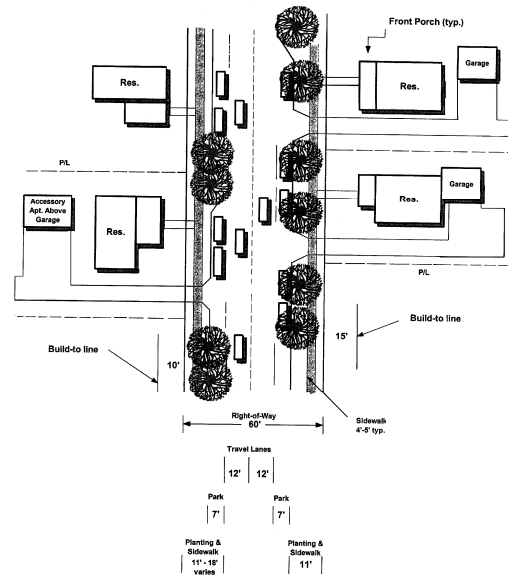 Front Porch (typ.)
Garage
Res.
Res.
P/L
Accessory
Apt. Above
Garage
Res.
Res.
Garage
P/L
Build-to line
10'
15'
Build-to line
Right-of-Way
60'
Sidewalk
4'-5' typ.
Travel Lanes
12'
12'
Park
7'
Park
7'
Planting &
Sidewalk
11' - 18'
varies
Planting &
Sidewalk
11'